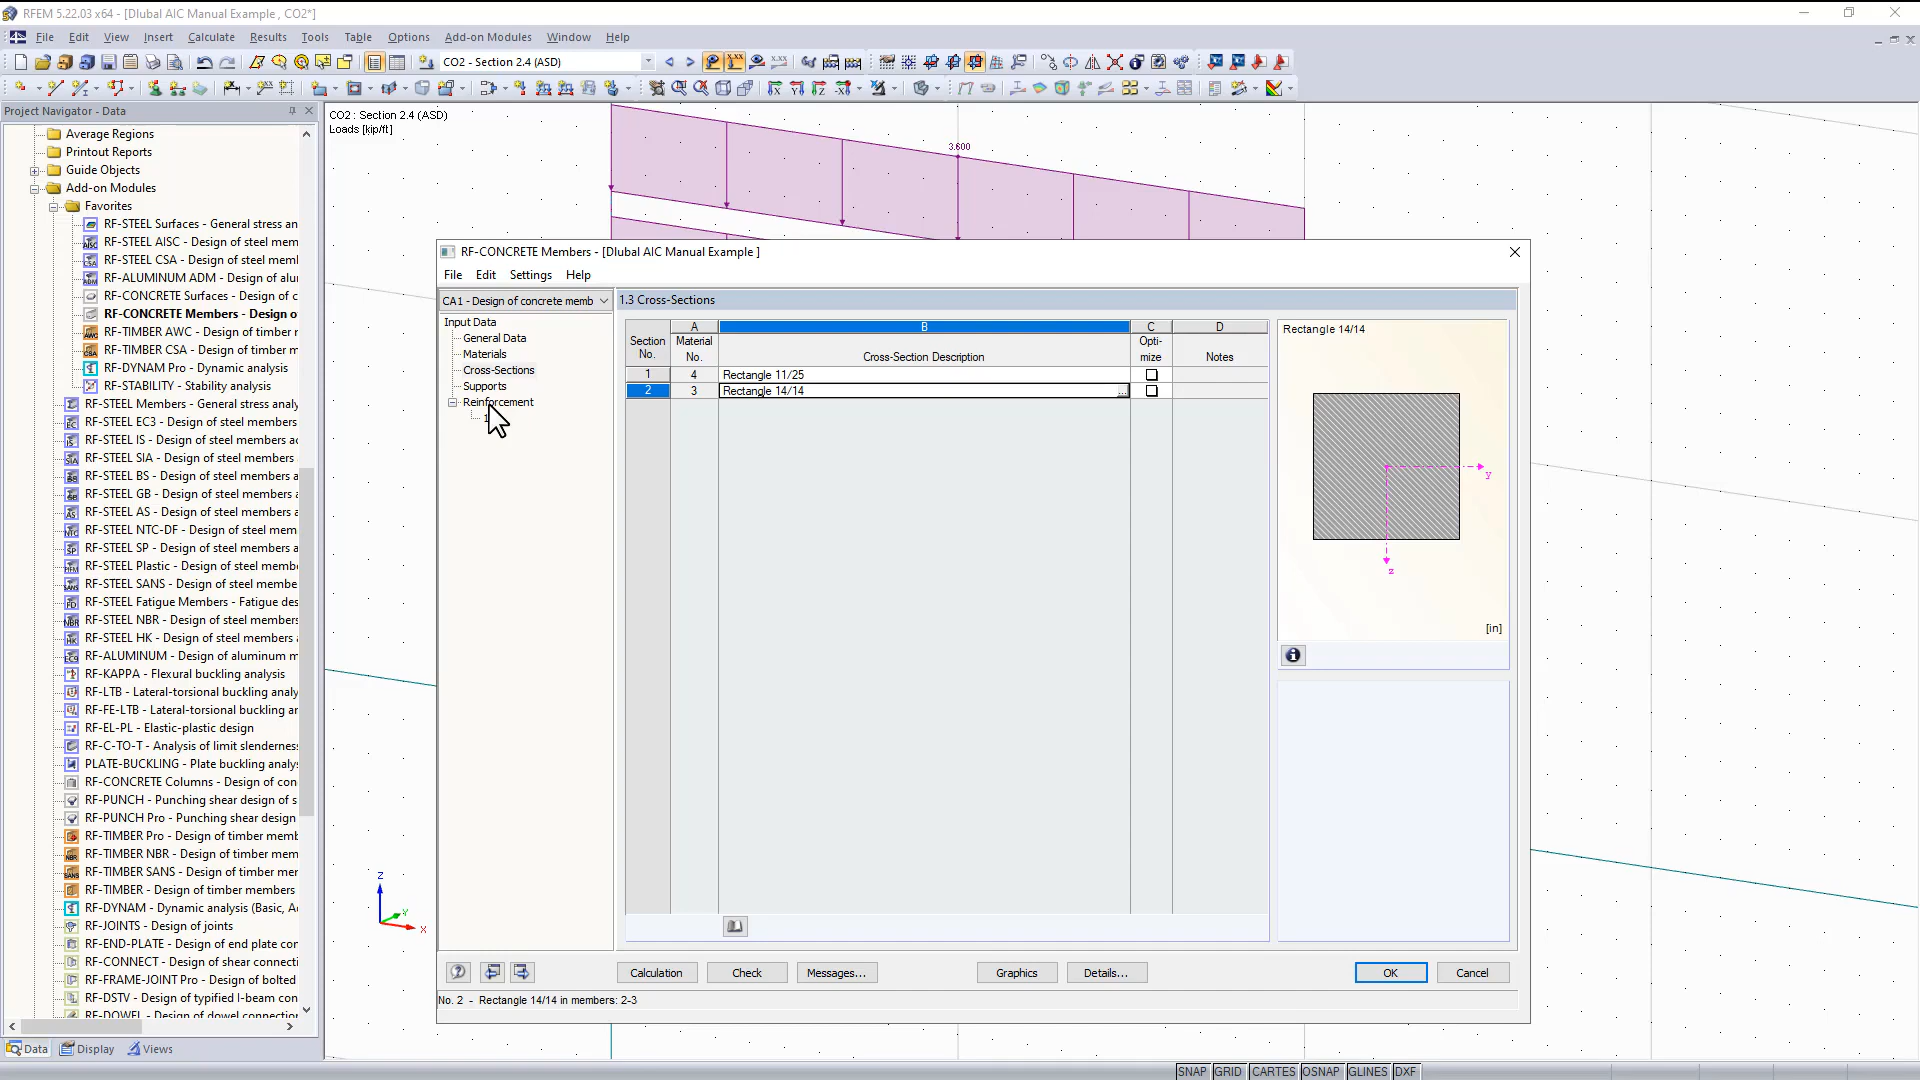 RFEM 5.22.03 x64 - [Dlubal AIC Manual Example , CO2*]
File Edit View Insert Calculate Results Tools Table Options Add-on Modules Window Help
CO2 - Section 2.4 (ASD)
Project Navigator - Data
Average Regions
Printout Reports
Guide Objects
Add-on Modules
Favorites
RF-STEEL Surfaces - General stress an
RF-STEEL AISC - Design of steel mem
RF-STEEL CSA - Design of steel meml
RF-ALUMINUM ADM - Design of alu
RF-CONCRETE Surfaces - Design of c
RF-CONCRETE Members - Design o
RF-TIMBER AWC - Design of timber r
RF-TIMBER CSA - Design of timber m
RF-DYNAM Pro - Dynamic analysis
RF-STABILITY - Stability analysis
RF-STEEL Members - General stress analy
RF-STEEL EC3 - Design of steel members
RF-STEEL IS - Design of steel members ac
RF-STEEL SIA - Design of steel members
RF-STEEL BS - Design of steel members a
RF-STEEL GB - Design of steel members a
RF-STEEL AS - Design of steel members a
RF-STEEL NTC-DF - Design of steel mem
RF-STEEL SP - Design of steel members a
RF-STEEL Plastic - Design of steel memb
RF-STEEL SANS - Design of steel membe
RF-STEEL Fatigue Members - Fatigue des
RF-STEEL NBR - Design of steel members
RF-STEEL HK - Design of steel members
RF-ALUMINUM - Design of aluminum m
RF-KAPPA - Flexural buckling analysis
RF-LTB - Lateral-torsional buckling analy
RF-FE-LTB - Lateral-torsional buckling ar
RF-EL-PL - Elastic-plastic design
RF-C-TO-T - Analysis of limit slenderness
PLATE-BUCKLING - Plate buckling analys
RF-CONCRETE Columns - Design of con
RF-PUNCH - Punching shear design of s
RF-PUNCH Pro - Punching shear design
RF-TIMBER Pro - Design of timber memb
RF-TIMBER NBR - Design of timber mem
RF-TIMBER SANS - Design of timber mer
RF-TIMBER - Design of timber members
RF-DYNAM - Dynamic analysis (Basic, Ac
RF-JOINTS - Design of joints
RF-END-PLATE - Design of end plate con
RF-CONNECT - Design of shear connecti
RF-FRAME-JOINT Pro - Design of bolted
RF-DSTV - Design of typified I-beam con
RF-DOWEL - Design of dowel connection
Data Display Views
CO2 : Section 2.4 (ASD)
Loads [kip/ft]
3.600
Z
Y
X
RF-CONCRETE Members - [Dlubal AIC Manual Example ]
File Edit Settings Help
CA1 - Design of concrete memb
Input Data
General Data
Materials
Cross-Sections
Supports
Reinforcement
1.3 Cross-Sections
A B C D
Section No. Material No. Cross-Section Description Opti-mize Notes
1 4 Rectangle 11/25
2 3 Rectangle 14/14 ...
Rectangle 14/14
y
z
[in]
Calculation Check Messages... Graphics Details... OK Cancel
No. 2 - Rectangle 14/14 in members: 2-3
SNAP GRID CARTES OSNAP GLINES DXF